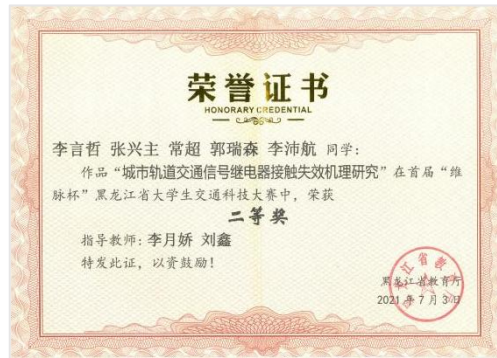 荣誉证书
HONORARY CREDENTIAL
李言哲 张兴主 常超 郭瑞森 李沛航 同学：
作品“城市轨道交通信号继电器接触失效机理研究”在首届“维
脉杯”黑龙江省大学生交通科技大赛中，荣获
二等奖
指导教师：李月娇 刘鑫
特发此证，以资鼓励！
黑龙江省教育厅
2021年7月3日